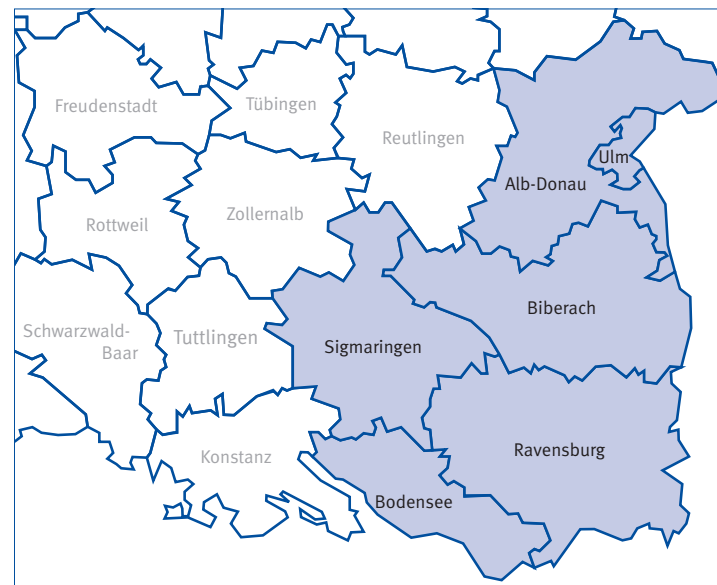 Freudenstadt
Tübingen
Reutlingen
Ulm
Alb-Donau
Rottweil
Zollernalb
Biberach
Schwarzwald-
Baar
Tuttlingen
Sigmaringen
Ravensburg
Konstanz
Bodensee